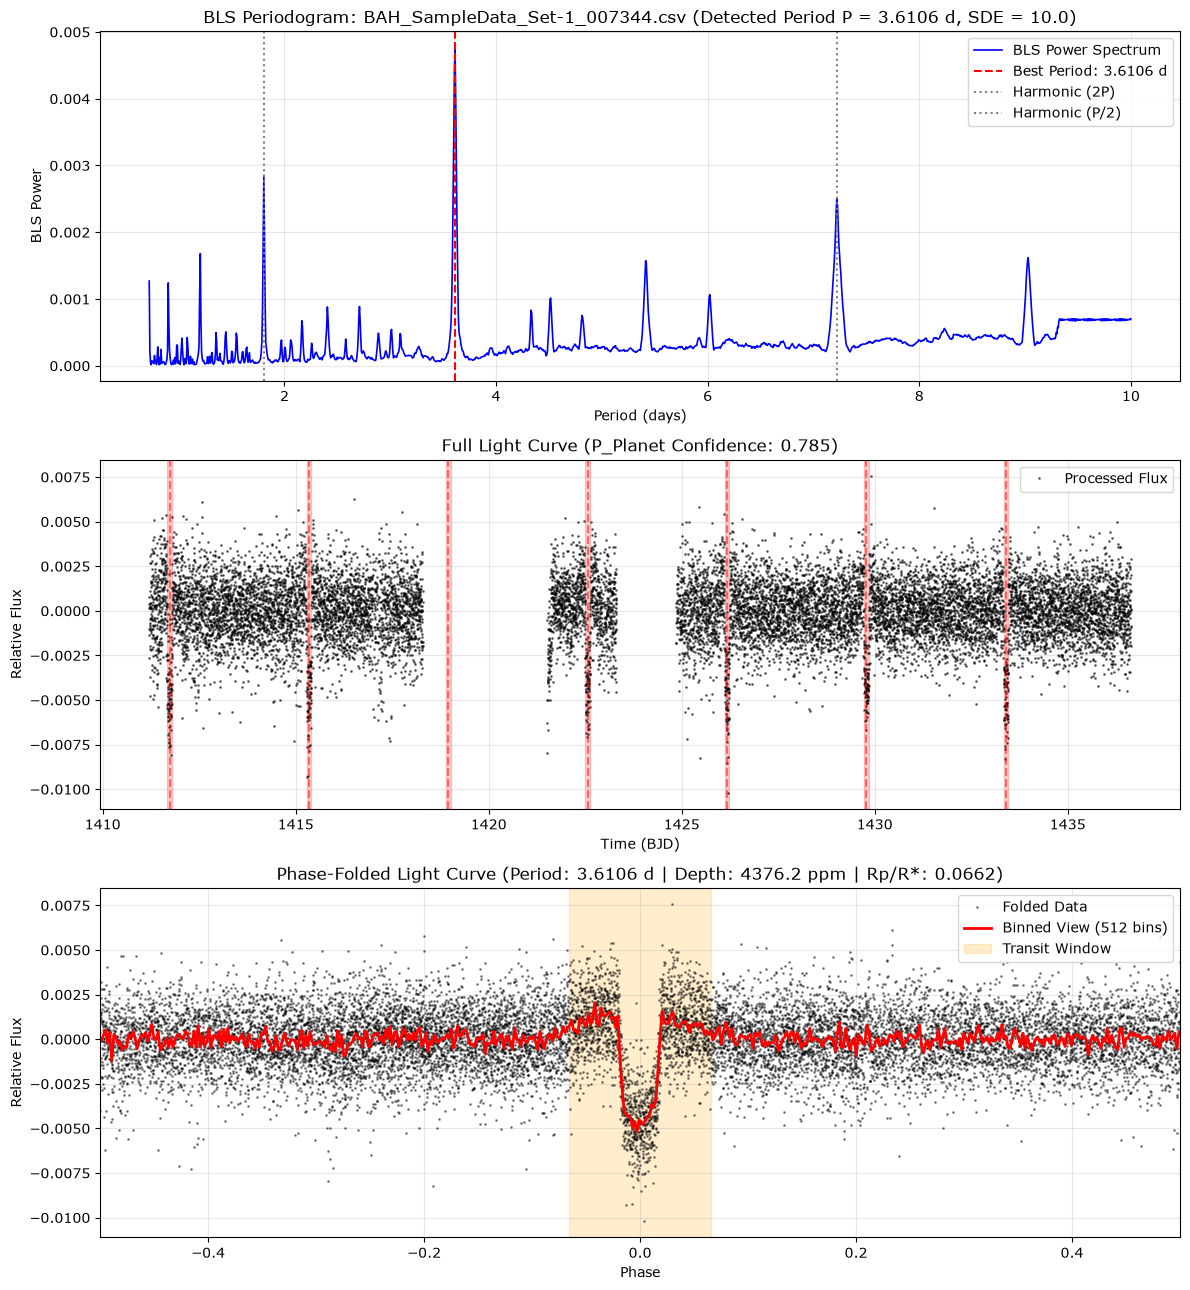 BLS Periodogram: BAH_SampleData_Set-1_007344.csv (Detected Period P = 3.6106 d, SDE = 10.0)
BLS Power
0.005
0.004
0.003
0.002
0.001
0.000
BLS Power Spectrum
Best Period: 3.6106 d
Harmonic (2P)
Harmonic (P/2)
2
4
6
8
10
Period (days)
Full Light Curve (P_Planet Confidence: 0.785)
Relative Flux
0.0075
0.0050
0.0025
0.0000
−0.0025
−0.0050
−0.0075
−0.0100
Processed Flux
1410
1415
1420
1425
1430
1435
Time (BJD)
Phase-Folded Light Curve (Period: 3.6106 d | Depth: 4376.2 ppm | Rp/R*: 0.0662)
Relative Flux
0.0075
0.0050
0.0025
0.0000
−0.0025
−0.0050
−0.0075
−0.0100
Folded Data
Binned View (512 bins)
Transit Window
−0.4
−0.2
0.0
0.2
0.4
Phase